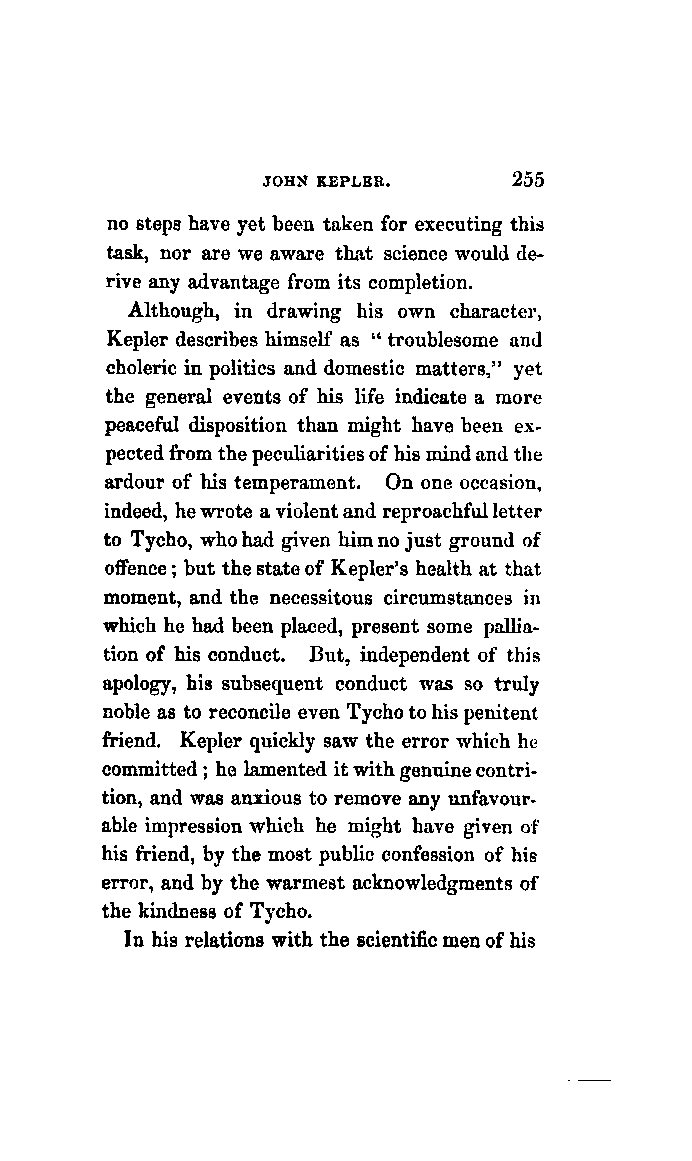 JOHN KEPLER. 255
no steps have yet been taken for executing this
task, nor are we aware that science would de-
rive any advantage from its completion.
Although, in drawing his own character,
Kepler describes himself as “ troublesome and
choleric in politics and domestic matters,” yet
the general events of his life indicate a more
peaceful disposition than might have been ex-
pected from the peculiarities of his mind and the
ardour of his temperament. On one occasion,
indeed, he wrote a violent and reproachful letter
to Tycho, who had given him no just ground of
offence ; but the state of Kepler's health at that
moment, and the necessitous circumstances in
which he had been placed, present some pallia-
tion of his conduct. But, independent of this
apology, his subsequent conduct was so truly
noble as to reconcile even Tycho to his penitent
friend. Kepler quickly saw the error which he
committed ; he lamented it with genuine contri-
tion, and was anxious to remove any unfavour-
able impression which he might have given of
his friend, by the most public confession of his
error, and by the warmest acknowledgments of
the kindness of Tycho.
In his relations with the scientific men of his